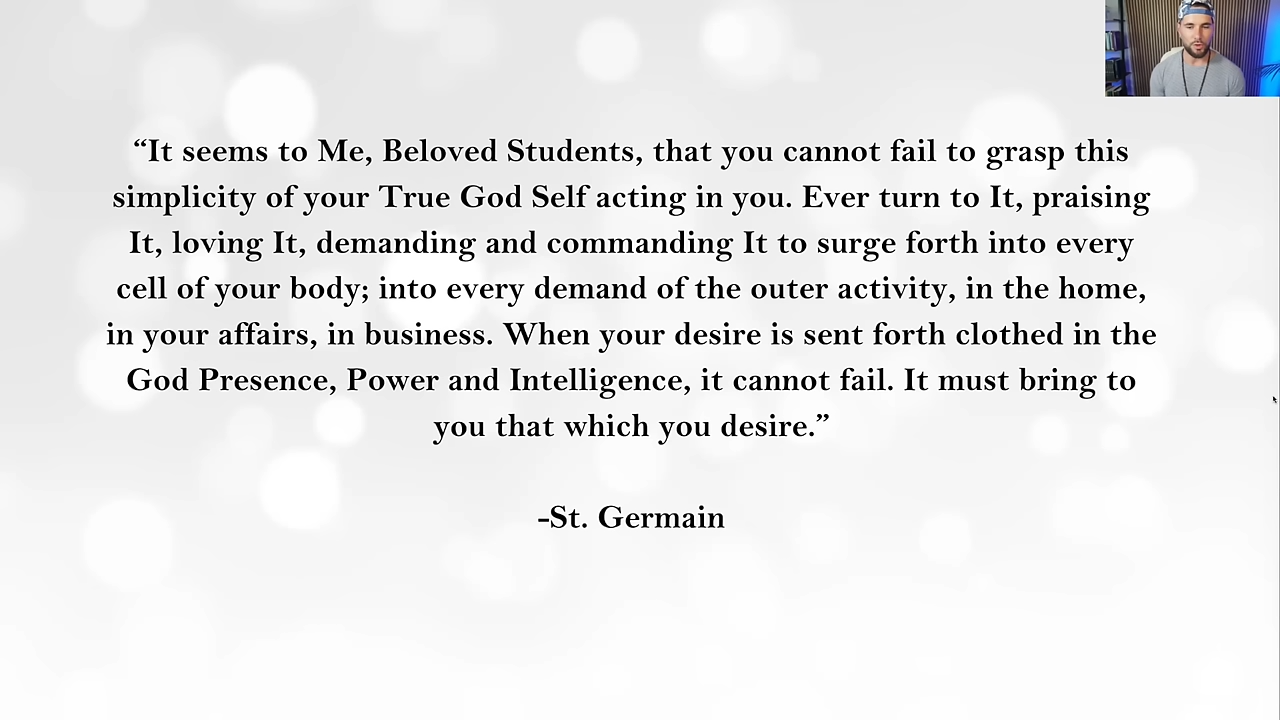 “It seems to Me, Beloved Students, that you cannot fail to grasp this
simplicity of your True God Self acting in you. Ever turn to It, praising
It, loving It, demanding and commanding It to surge forth into every
cell of your body; into every demand of the outer activity, in the home,
in your affairs, in business. When your desire is sent forth clothed in the
God Presence, Power and Intelligence, it cannot fail. It must bring to
you that which you desire.”
-St. Germain